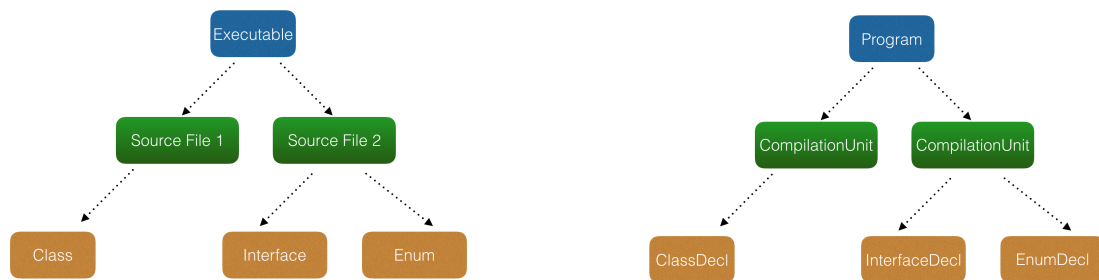 Executable
Source File 1
Source File 2
Class
Interface
Enum
Program
CompilationUnit
CompilationUnit
ClassDecl
InterfaceDecl
EnumDecl